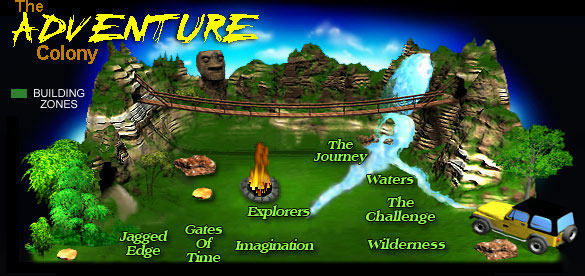 The
ADVENTURE
Colony
BUILDING
ZONES
The
Journey
Waters
Explorers
The
Challenge
Jagged
Edge
Gates
Of
Time
Imagination
Wilderness